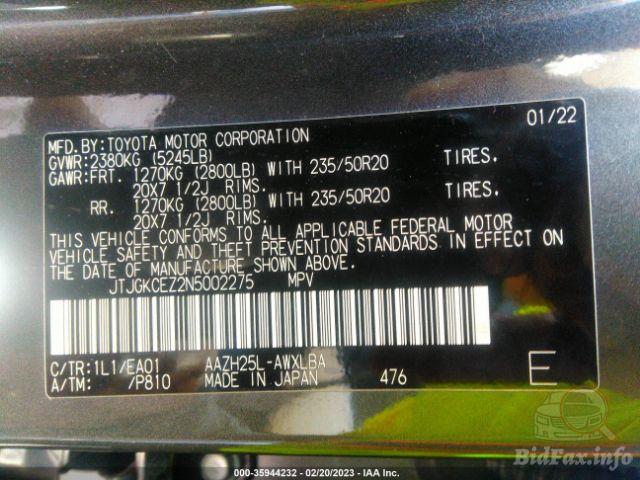 01/22
MFD.BY:TOYOTA MOTOR CORPORATION
GVWR:2380KG (5245LB)
GAWR:FRT. 1270KG (2800LB) WITH 235/50R20 TIRES.
20X7 1/2J RIMS.
RR. 1270KG (2800LB) WITH 235/50R20 TIRES.
20X7 1/2J RIMS.
THIS VEHICLE CONFORMS TO ALL APPLICABLE FEDERAL MOTOR
VEHICLE SAFETY AND THEFT PREVENTION STANDARDS IN EFFECT ON
THE DATE OF MANUFACTURE SHOWN ABOVE.
JTJGKCEZ2N5002275 MPV
C/TR:1L1/EA01 AAZH25L-AWXLBA
A/TM: /P810 MADE IN JAPAN 476 E
000-35944232 - 02/20/2023 - IAA Inc.
BidFax.info